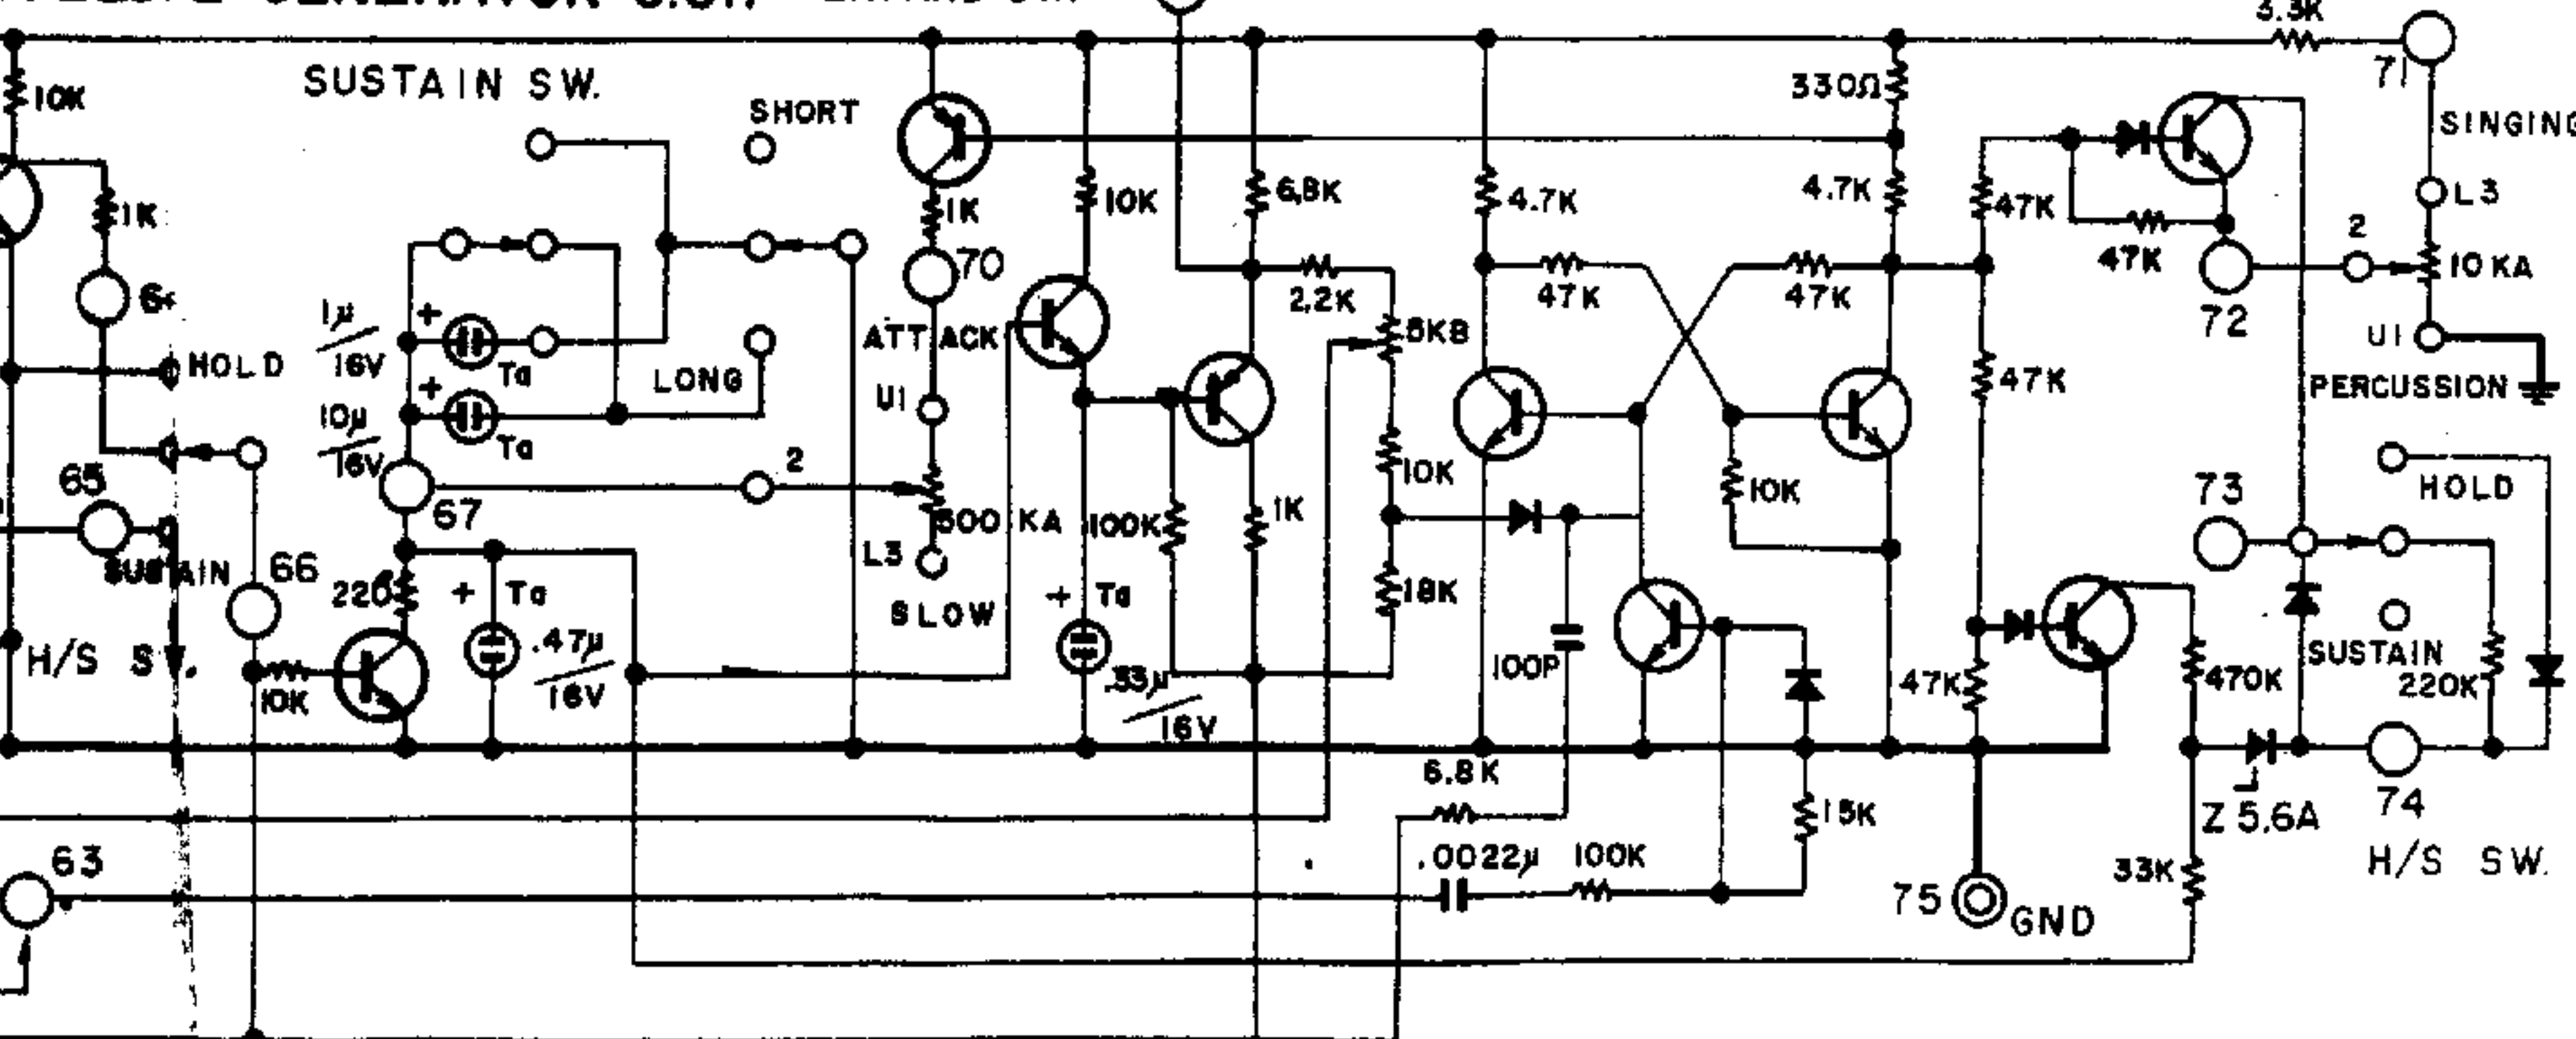 3.3K
71
SUSTAIN SW.
SHORT
330Ω
SINGING
10K
1K
1K
10K
6.8K
4.7K
4.7K
47K
47K
L3
2
10KA
70
2.2K
47K
47K
72
U1
PERCUSSION
1µ/16V
+
Ta
ATTACK
5KB
HOLD
LONG
10µ/16V
+
Ta
U1
47K
65
67
2
500KA
100K
1K
10K
10K
73
HOLD
SUSTAIN
66
220
+
Ta
.47µ/16V
L3
SLOW
+
Ta
.33µ/16V
18K
100P
47K
470K
SUSTAIN
220K
H/S SW.
10K
6.8K
15K
Z 5.6A
74
H/S SW.
63
.0022µ
100K
75
GND
33K